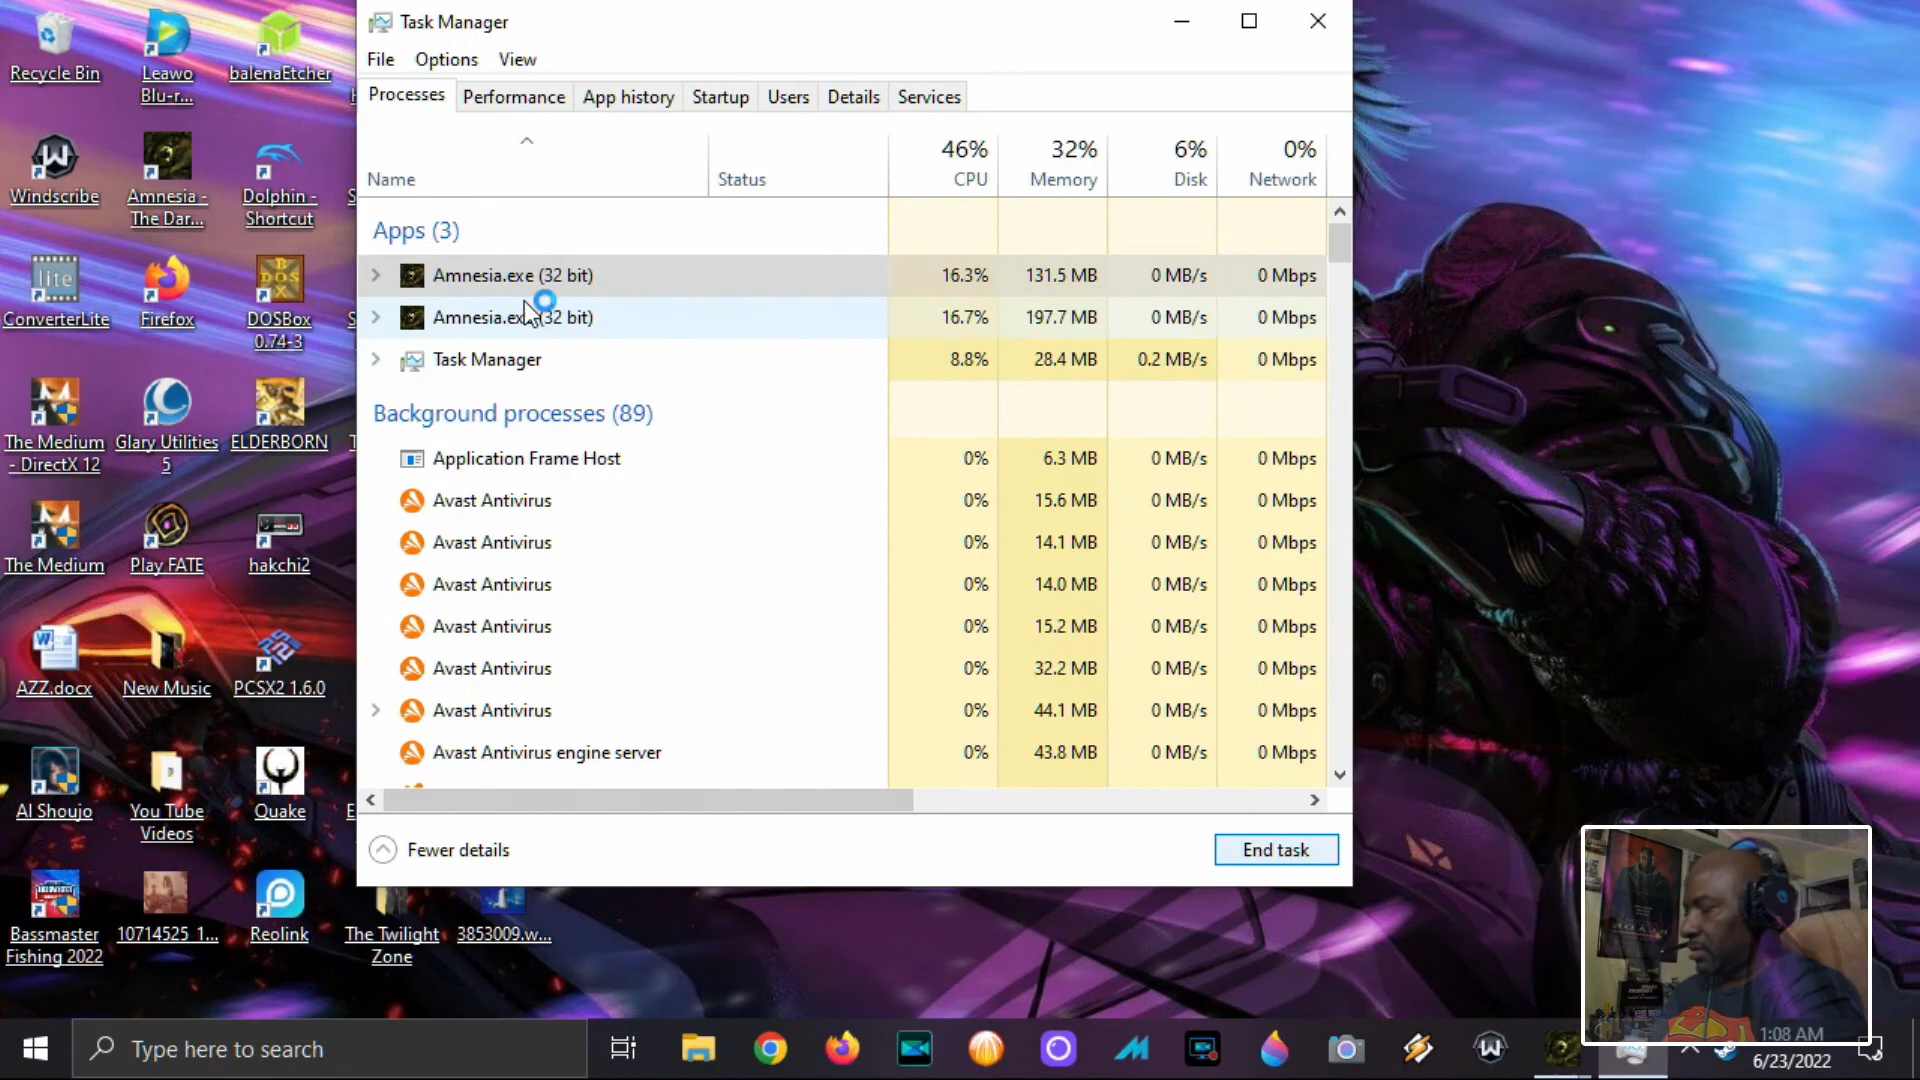 Task Manager
File Options View
Processes Performance App history Startup Users Details Services
46% 32% 6% 0%
Name Status CPU Memory Disk Network
Apps (3)
Amnesia.exe (32 bit) 16.3% 131.5 MB 0 MB/s 0 Mbps
Amnesia.exe (32 bit) 16.7% 197.7 MB 0 MB/s 0 Mbps
Task Manager 8.8% 28.4 MB 0.2 MB/s 0 Mbps
Background processes (89)
Application Frame Host 0% 6.3 MB 0 MB/s 0 Mbps
Avast Antivirus 0% 15.6 MB 0 MB/s 0 Mbps
Avast Antivirus 0% 14.1 MB 0 MB/s 0 Mbps
Avast Antivirus 0% 14.0 MB 0 MB/s 0 Mbps
Avast Antivirus 0% 15.2 MB 0 MB/s 0 Mbps
Avast Antivirus 0% 32.2 MB 0 MB/s 0 Mbps
Avast Antivirus 0% 44.1 MB 0 MB/s 0 Mbps
Avast Antivirus engine server 0% 43.8 MB 0 MB/s 0 Mbps
Fewer details End task
Recycle Bin
Leawo
Blu-r...
balenaEtcher
Windscribe
Amnesia -
The Dar...
Dolphin -
Shortcut
lite
ConverterLite
Firefox
DOSBox
0.74-3
The Medium
- DirectX 12
Glary Utilities
5
ELDERBORN
The Medium
Play FATE
hakchi2
AZZ.docx
New Music
PCSX2 1.6.0
AI Shoujo
You Tube
Videos
Quake
Bassmaster
Fishing 2022
10714525_1...
Reolink
The Twilight
Zone
3853009.w...
Type here to search
1:08 AM
6/23/2022